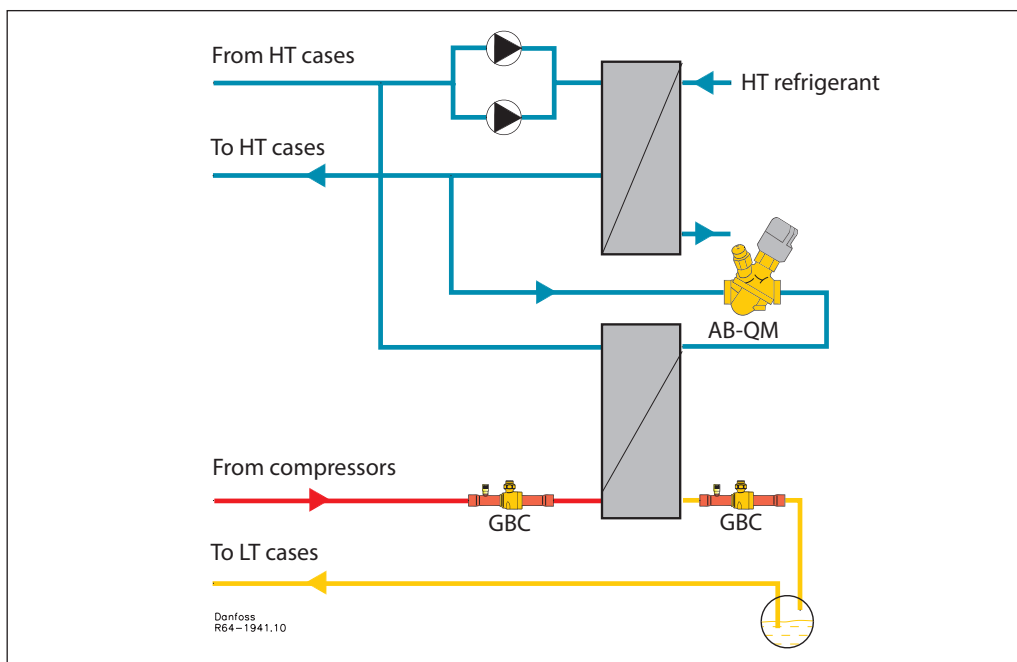 From HT cases
HT refrigerant
To HT cases
AB-QM
From compressors
GBC
GBC
To LT cases
Danfoss
R64-1941.10